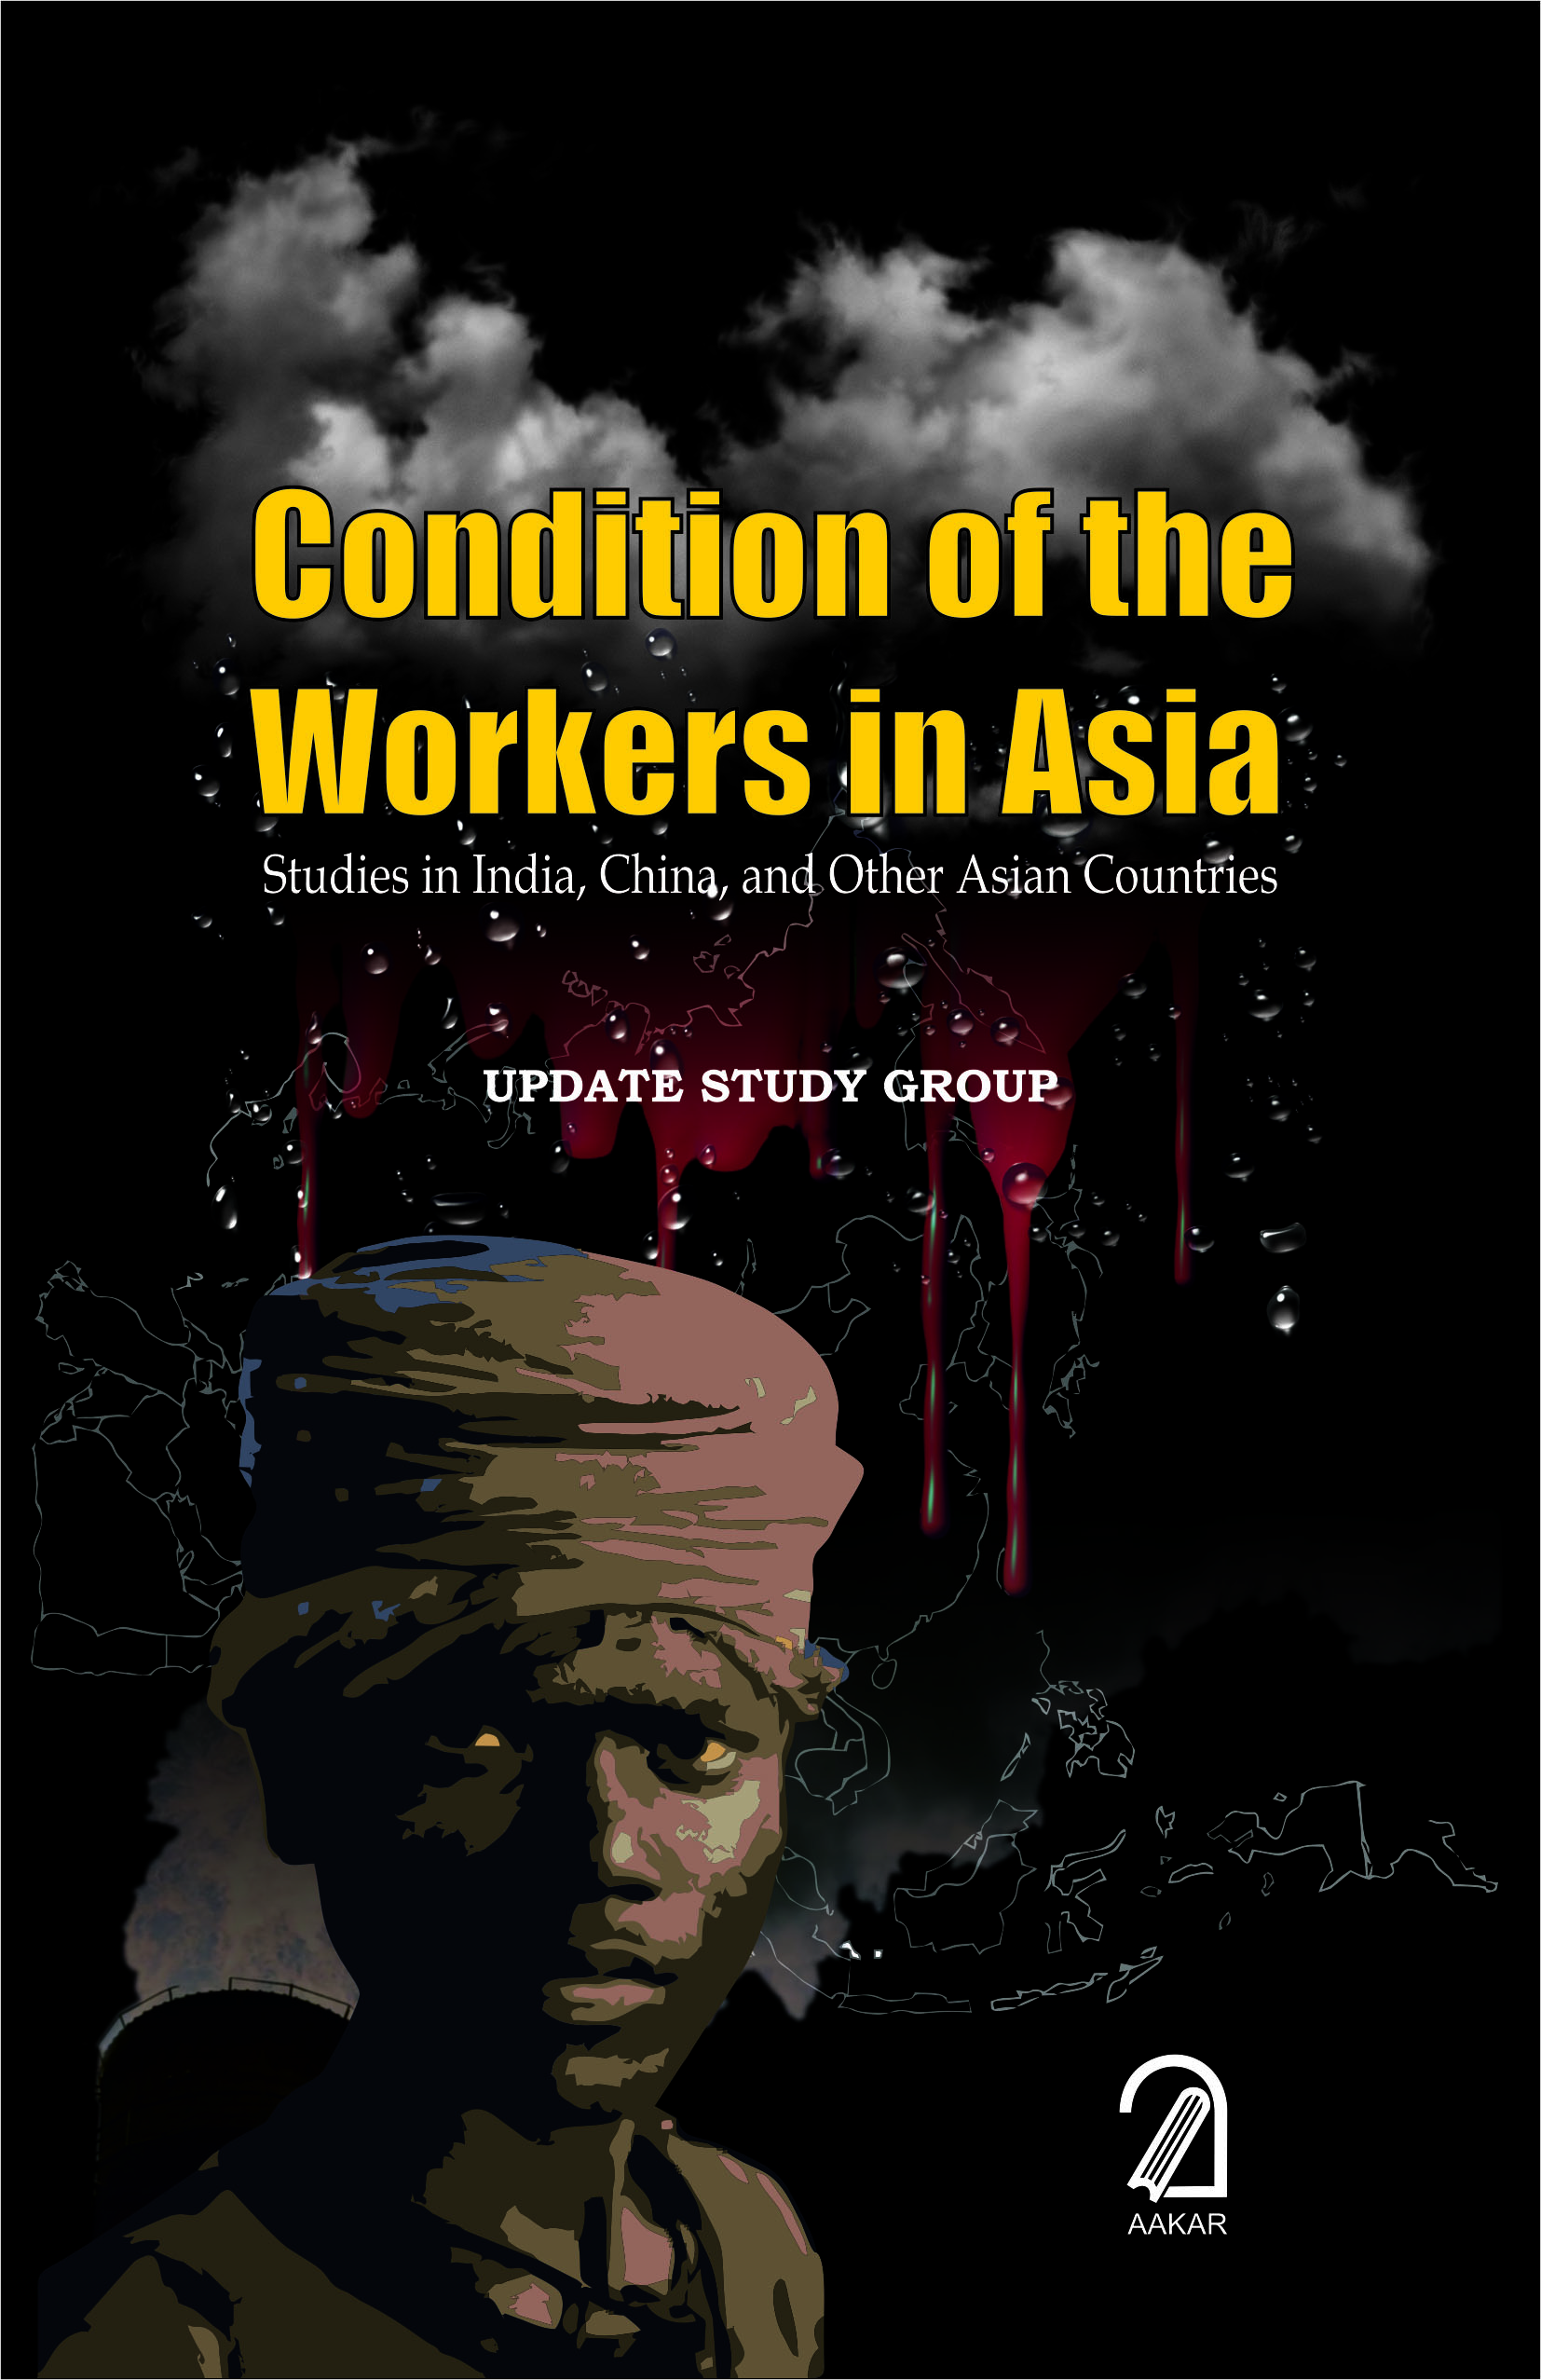 Condition of the
Workers in Asia
Studies in India, China, and Other Asian Countries
UPDATE STUDY GROUP
AAKAR